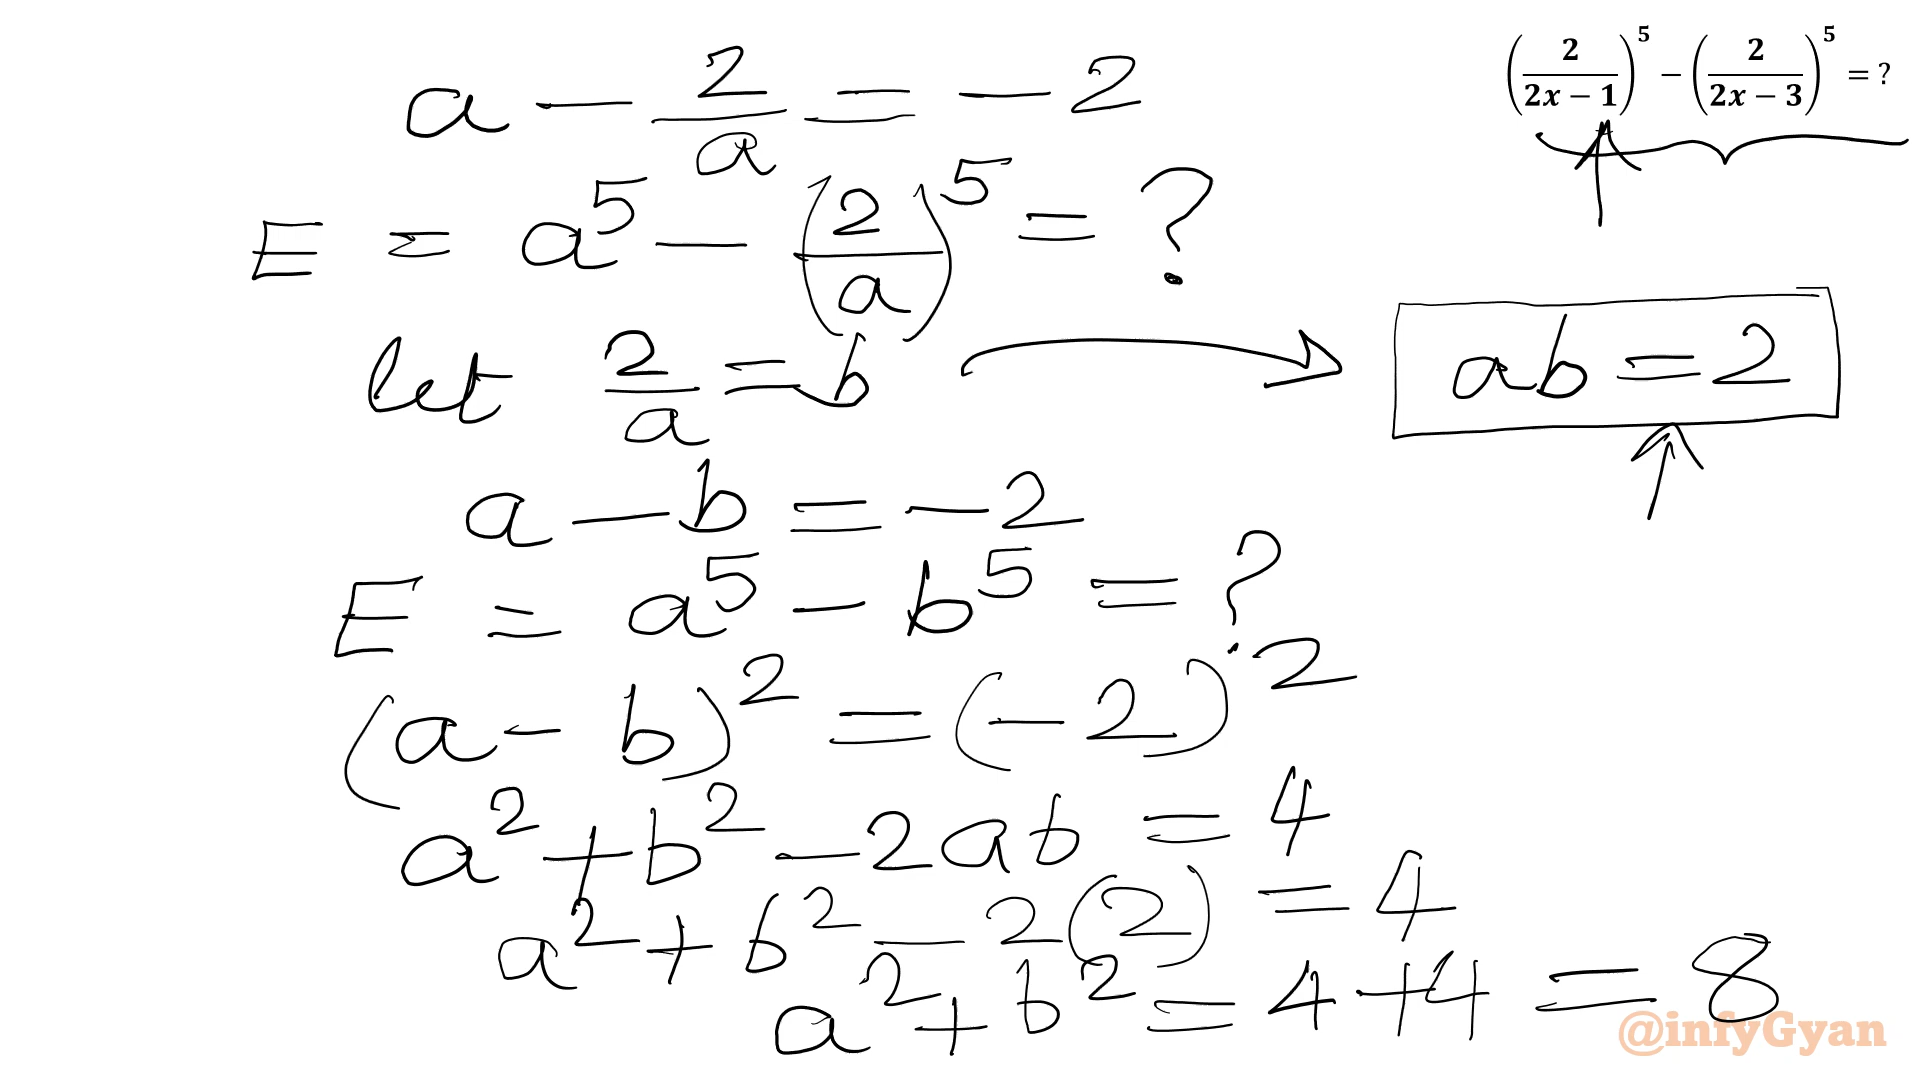 (2/(2x − 1))^5 − (2/(2x − 3))^5 = ?
a − 2/a = −2
E = a^5 − (2/a)^5 = ?
let 2/a = b → ab = 2
a − b = −2
E = a^5 − b^5 = ?
(a − b)^2 = (−2)^2
a^2 + b^2 − 2ab = 4
a^2 + b^2 − 2(2) = 4
a^2 + b^2 = 4 + 4 = 8
@infyGyan